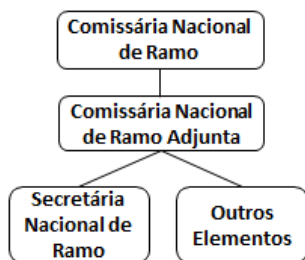 Comissária Nacional
de Ramo
Comissária Nacional
de Ramo Adjunta
Secretária
Nacional de
Ramo
Outros
Elementos